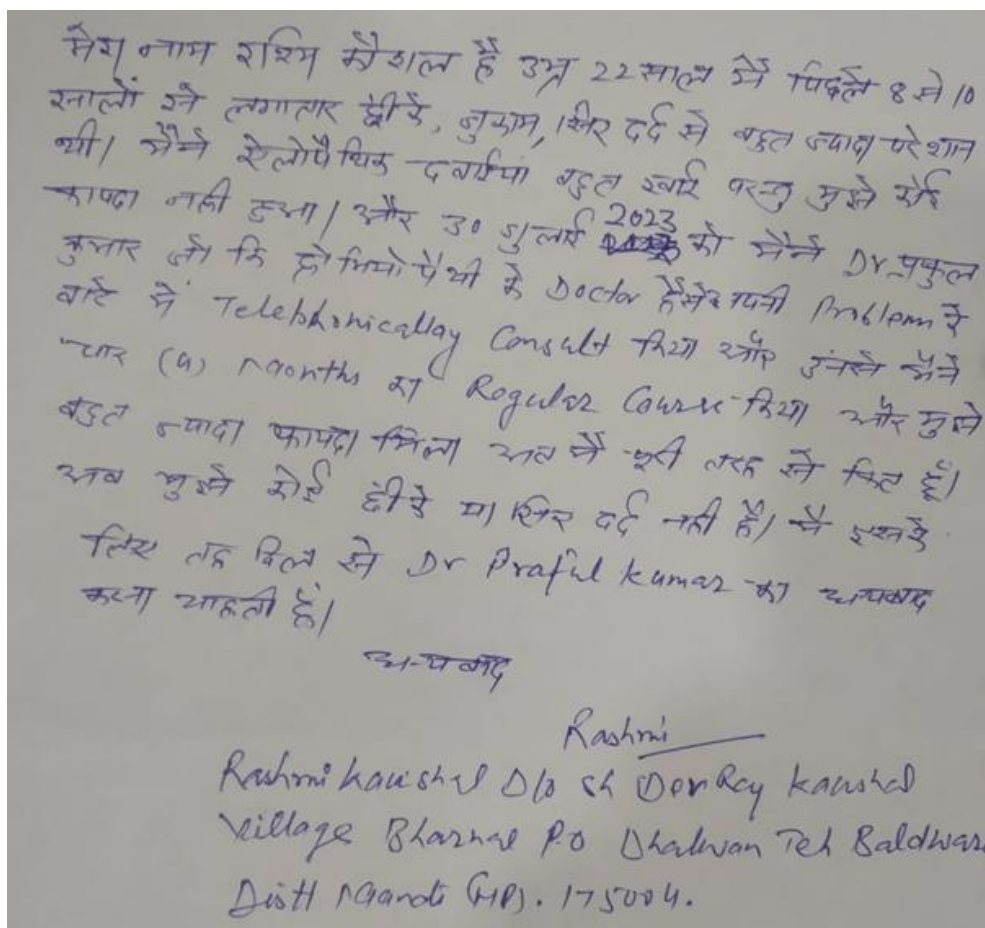 मेरा नाम रश्मि कौशल है उम्र 22 साल मैं पिछले 8 से 10
सालों से लगातार छींके, जुकाम, सिर दर्द से बहुत ज्यादा परेशान
थी। मैंने ऐलोपैथिक दवाईयां बहुत खाई परन्तु मुझे कोई
फायदा नही हुआ। और 30 जुलाई 2023 को मैंने Dr प्रफुल
कुमार जो कि होमियोपैथी के Doctor हैं से अपनी Problem के
बारे में Telebhonicallay Consult किया और उनसे मैंने
चार (4) Months का Regular Course किया और मुझे
बहुत ज्यादा फायदा मिला अब मैं पूरी तरह से फिट हूँ।
अब मुझे कोई छींके या सिर दर्द नही है। मैं इसके
लिए तह दिल से Dr Praful Kumar का धन्यवाद
करना चाहती हूँ।
धन्यवाद
Rashmi
Rashmi Kaushal D/o Sh Dev Ray Kaushal
Village Bharnal P.O Dhalwan Teh Baldwara
Distt Mandi (HP). 175004.